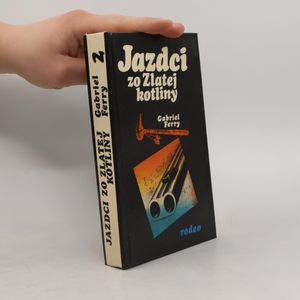 Jazdci
zo Zlatej
kotliny
Gabriel
Ferry
rodeo
JAZDCI ZO ZLATEJ
KOTLINY
Gabriel
Ferry
2